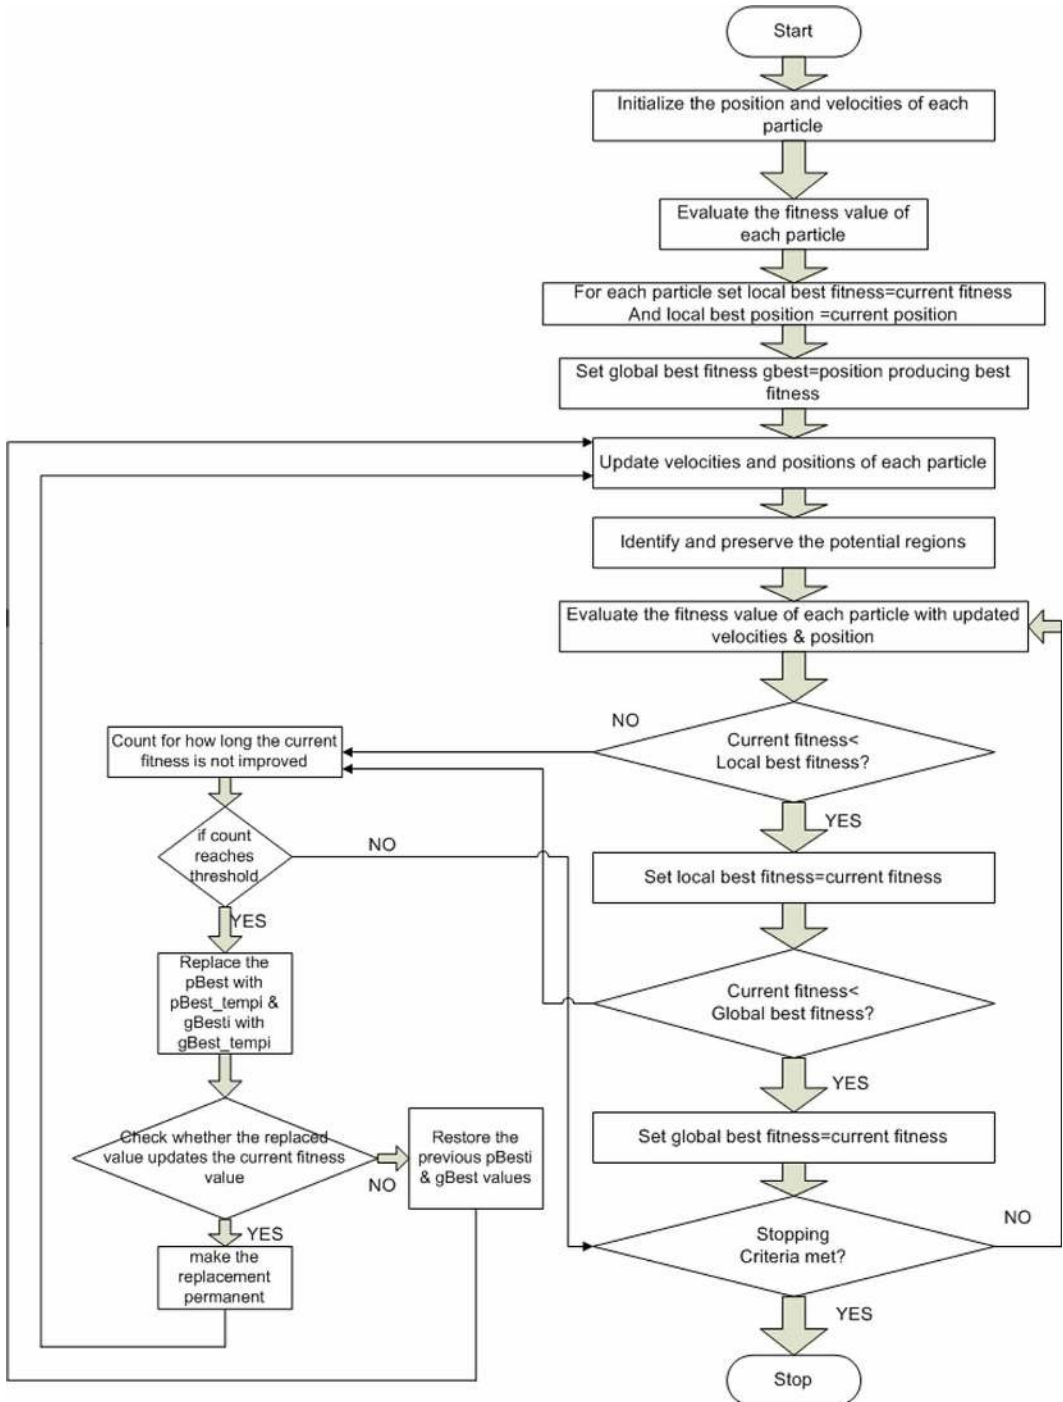 Start
Initialize the position and velocities of each
particle
Evaluate the fitness value of
each particle
For each particle set local best fitness=current fitness
And local best position =current position
Set global best fitness gbest=position producing best
fitness
Update velocities and positions of each particle
Identify and preserve the potential regions
Evaluate the fitness value of each particle with updated
velocities & position
NO
Current fitness<
Local best fitness?
YES
Count for how long the current
fitness is not improved
if count
reaches
threshold
NO
YES
Set local best fitness=current fitness
Replace the
pBest with
pBest_tempi &
gBesti with
gBest_tempi
Current fitness<
Global best fitness?
YES
Check whether the replaced
value updates the current fitness
value
NO
Restore the
previous pBesti
& gBest values
YES
make the
replacement
permanent
Set global best fitness=current fitness
Stopping
Criteria met?
NO
YES
Stop